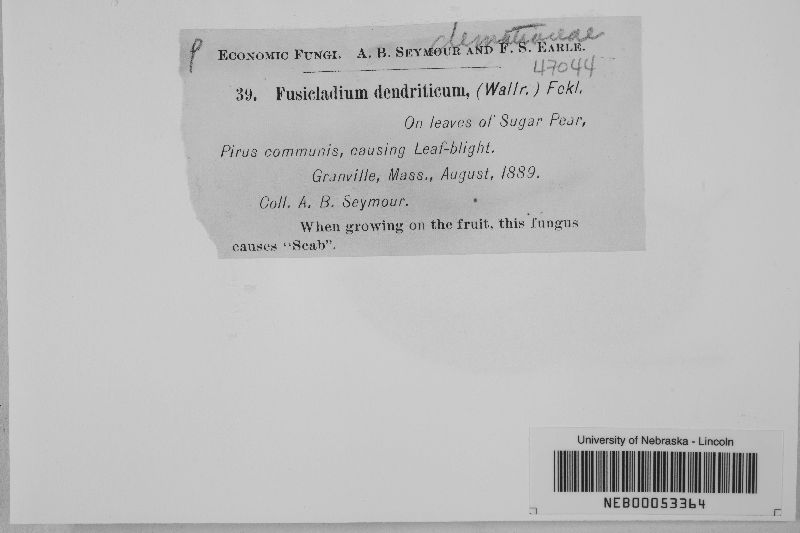 dematieae
P ECONOMIC FUNGI. A. B. SEYMOUR AND F. S. EARLE.
47044
39. Fusicladium dendriticum, (Wallr.) Fckl.
On leaves of Sugar Pear,
Pirus communis, causing Leaf-blight.
Granville, Mass., August, 1889.
Coll. A. B. Seymour.
When growing on the fruit, this fungus
causes "Scab".
University of Nebraska - Lincoln
NEB00053364